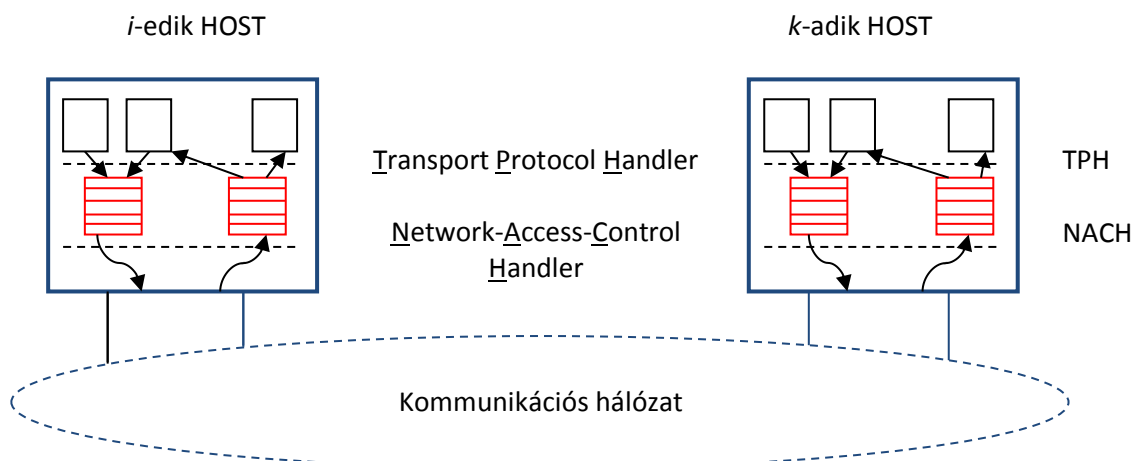 i-edik HOST
k-adik HOST
Transport Protocol Handler
TPH
Network-Access-Control
Handler
NACH
Kommunikációs hálózat